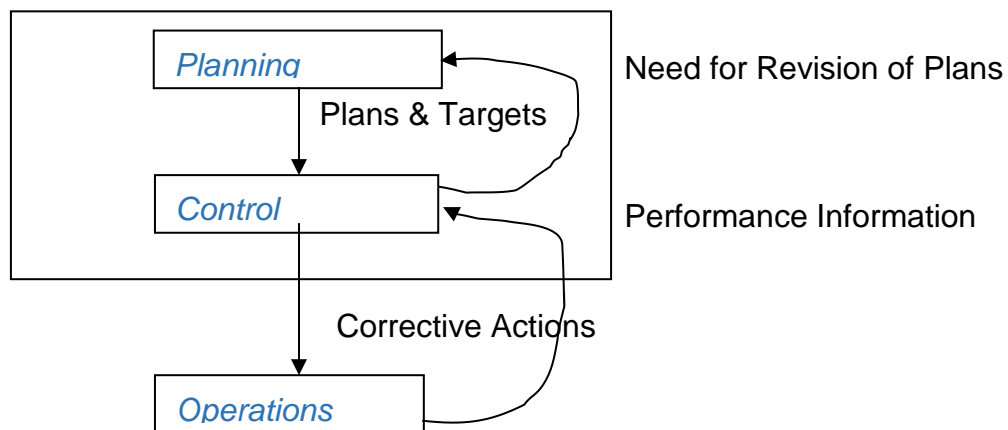 Planning
Need for Revision of Plans
Plans & Targets
Control
Performance Information
Corrective Actions
Operations